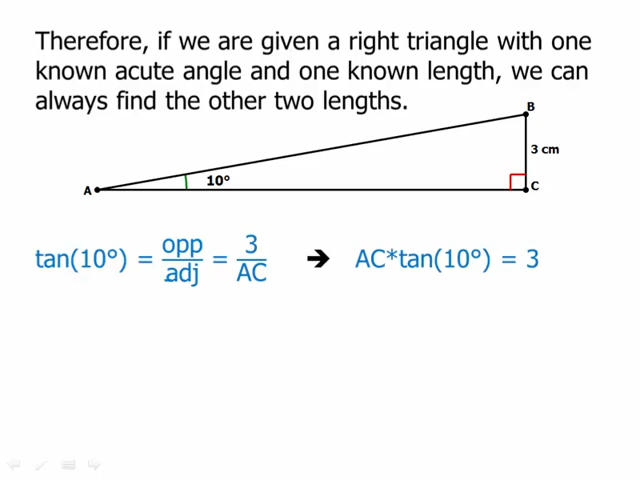 Therefore, if we are given a right triangle with one
known acute angle and one known length, we can
always find the other two lengths.
B
3 cm
10°
A
C
tan(10°) = opp/adj = 3/AC ➔ AC*tan(10°) = 3